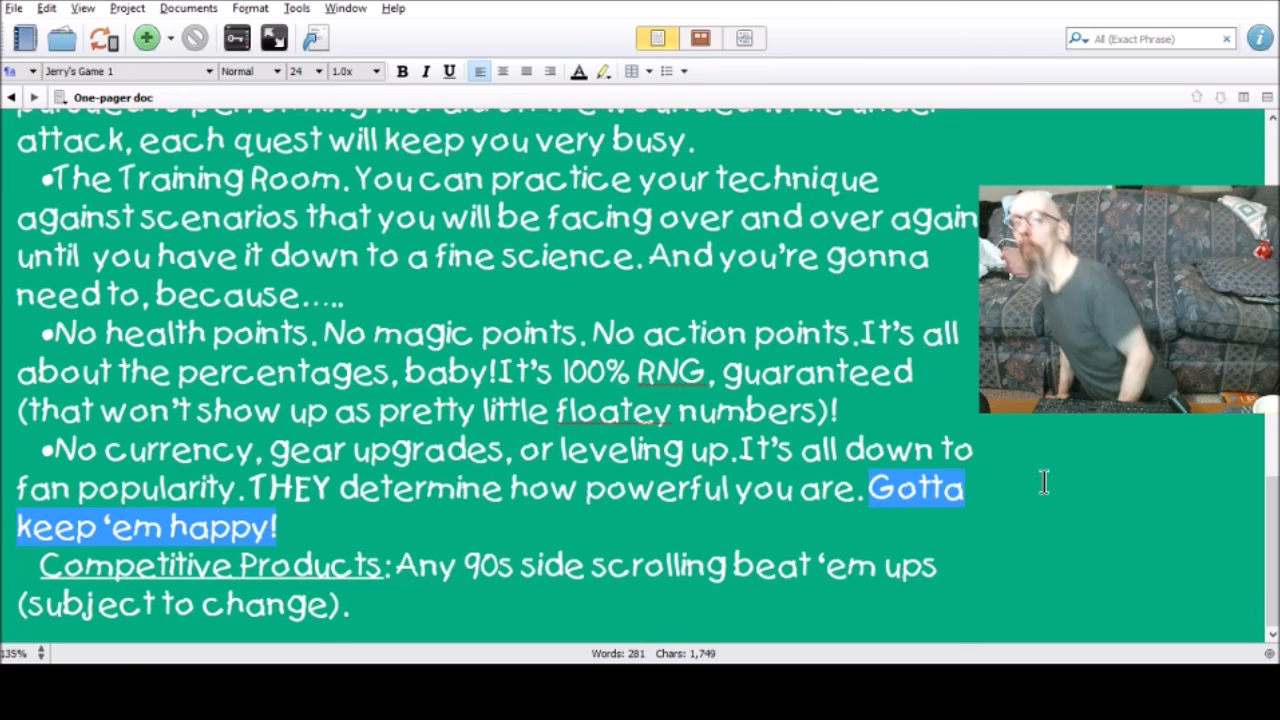 File Edit View Project Documents Format Tools Window Help
All (Exact Phrase)
Jerry's Game 1 Normal 24 1.0x B I U A
One-pager doc
attack, each quest will keep you very busy.
•The Training Room. You can practice your technique
against scenarios that you will be facing over and over again
until you have it down to a fine science. And you're gonna
need to, because.....
•No health points. No magic points. No action points.It's all
about the percentages, baby!It's 100% RNG, guaranteed
(that won't show up as pretty little floatey numbers)!
•No currency, gear upgrades, or leveling up.It's all down to
fan popularity.THEY determine how powerful you are. Gotta
keep 'em happy!
Competitive Products:Any 90s side scrolling beat 'em ups
(subject to change).
135% Words: 281 Chars: 1,749